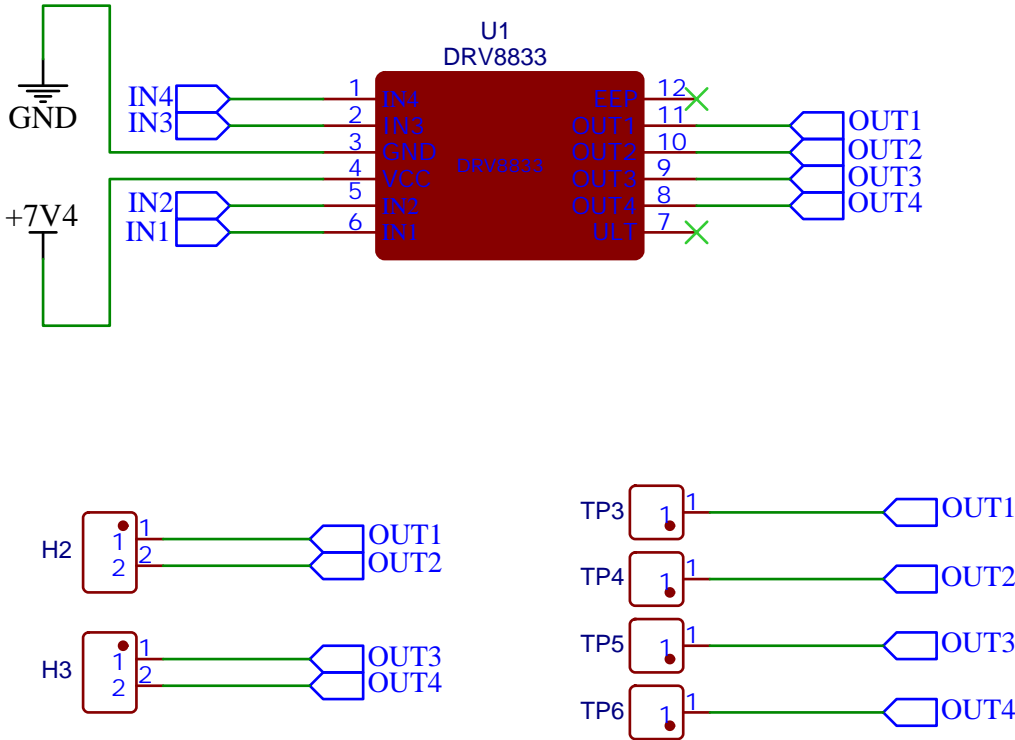 U1
DRV8833
GND
IN4 1 IN4 EEP 12
IN3 2 IN3 OUT1 11 OUT1
3 GND OUT2 10 OUT2
DRV8833
4 VCC OUT3 9 OUT3
+7V4
IN2 5 IN2 OUT4 8 OUT4
IN1 6 IN1 ULT 7
H2 1 1 OUT1
2 2 OUT2
H3 1 1 OUT3
2 2 OUT4
TP3 1 1 OUT1
TP4 1 1 OUT2
TP5 1 1 OUT3
TP6 1 1 OUT4